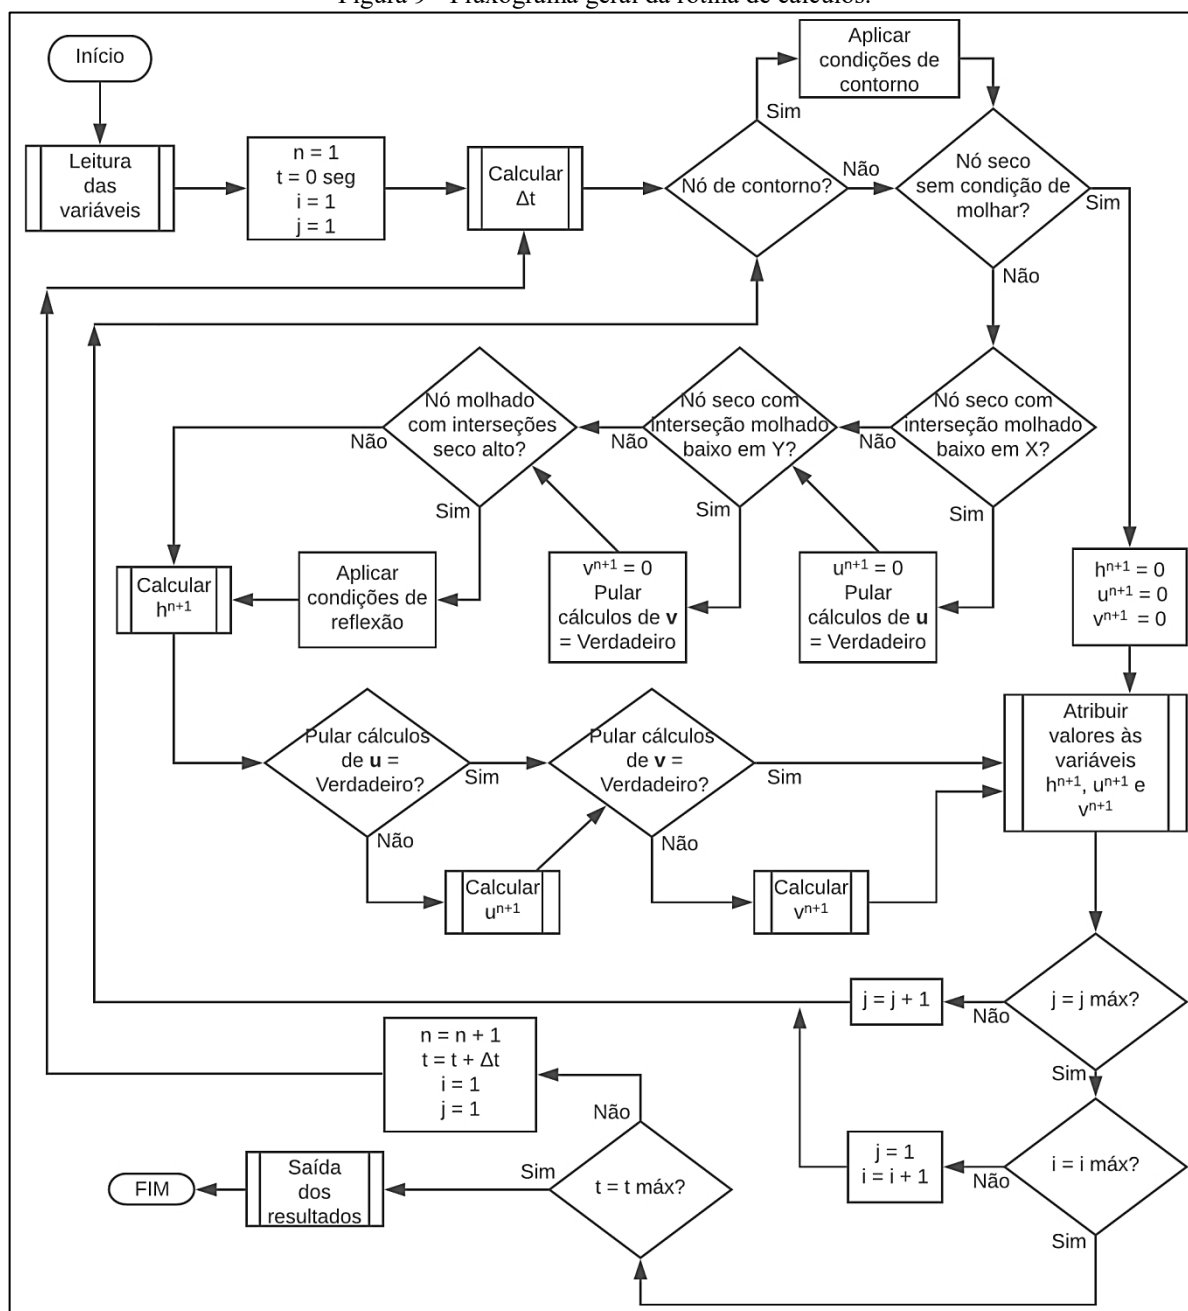 Figura 9 - Fluxograma geral da rotina de cálculos.
Início
Leitura
das
variáveis
n = 1
t = 0 seg
i = 1
j = 1
Calcular
Δt
Nó de contorno?
Sim
Não
Aplicar
condições de
contorno
Nó seco
sem condição de
molhar?
Sim
Não
Nó seco com
interseção molhado
baixo em X?
Não
Sim
Nó seco com
interseção molhado
baixo em Y?
Não
Sim
Nó molhado
com interseções
seco alto?
Não
Sim
uⁿ⁺¹ = 0
Pular
cálculos de u
= Verdadeiro
vⁿ⁺¹ = 0
Pular
cálculos de v
= Verdadeiro
Aplicar
condições de
reflexão
Calcular
hⁿ⁺¹
hⁿ⁺¹ = 0
uⁿ⁺¹ = 0
vⁿ⁺¹ = 0
Pular cálculos
de u =
Verdadeiro?
Sim
Não
Calcular
uⁿ⁺¹
Pular cálculos
de v =
Verdadeiro?
Sim
Não
Calcular
vⁿ⁺¹
Atribuir
valores às
variáveis
hⁿ⁺¹, uⁿ⁺¹ e
vⁿ⁺¹
j = j máx?
Não
Sim
j = j + 1
i = i máx?
Não
Sim
j = 1
i = i + 1
t = t máx?
Não
Sim
n = n + 1
t = t + Δt
i = 1
j = 1
Saída
dos
resultados
FIM